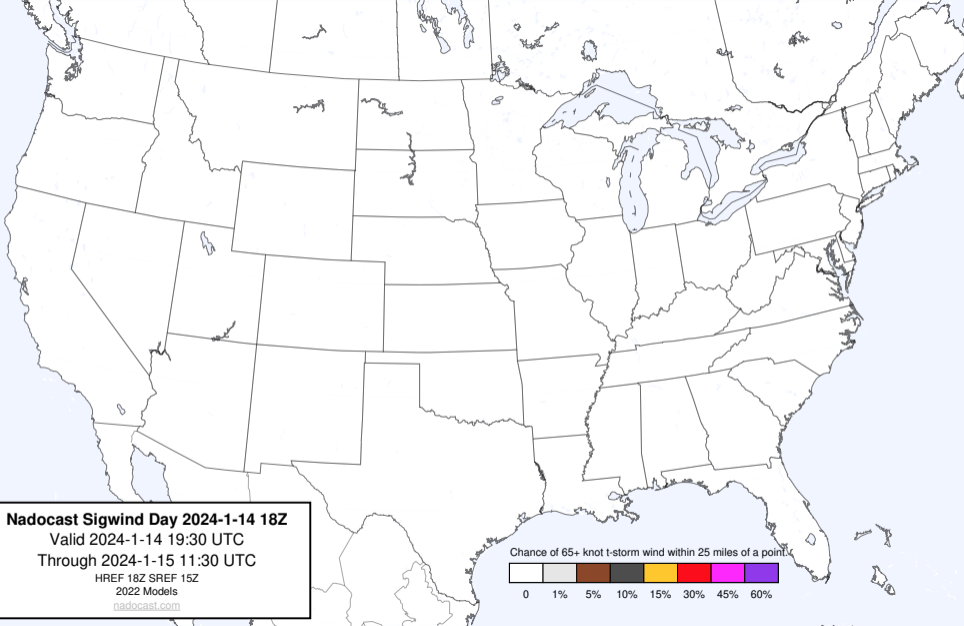 Nadocast Sigwind Day 2024-1-14 18Z
Valid 2024-1-14 19:30 UTC
Through 2024-1-15 11:30 UTC
HREF 18Z SREF 15Z
2022 Models
nadocast.com
Chance of 65+ knot t-storm wind within 25 miles of a point.
0 1% 5% 10% 15% 30% 45% 60%